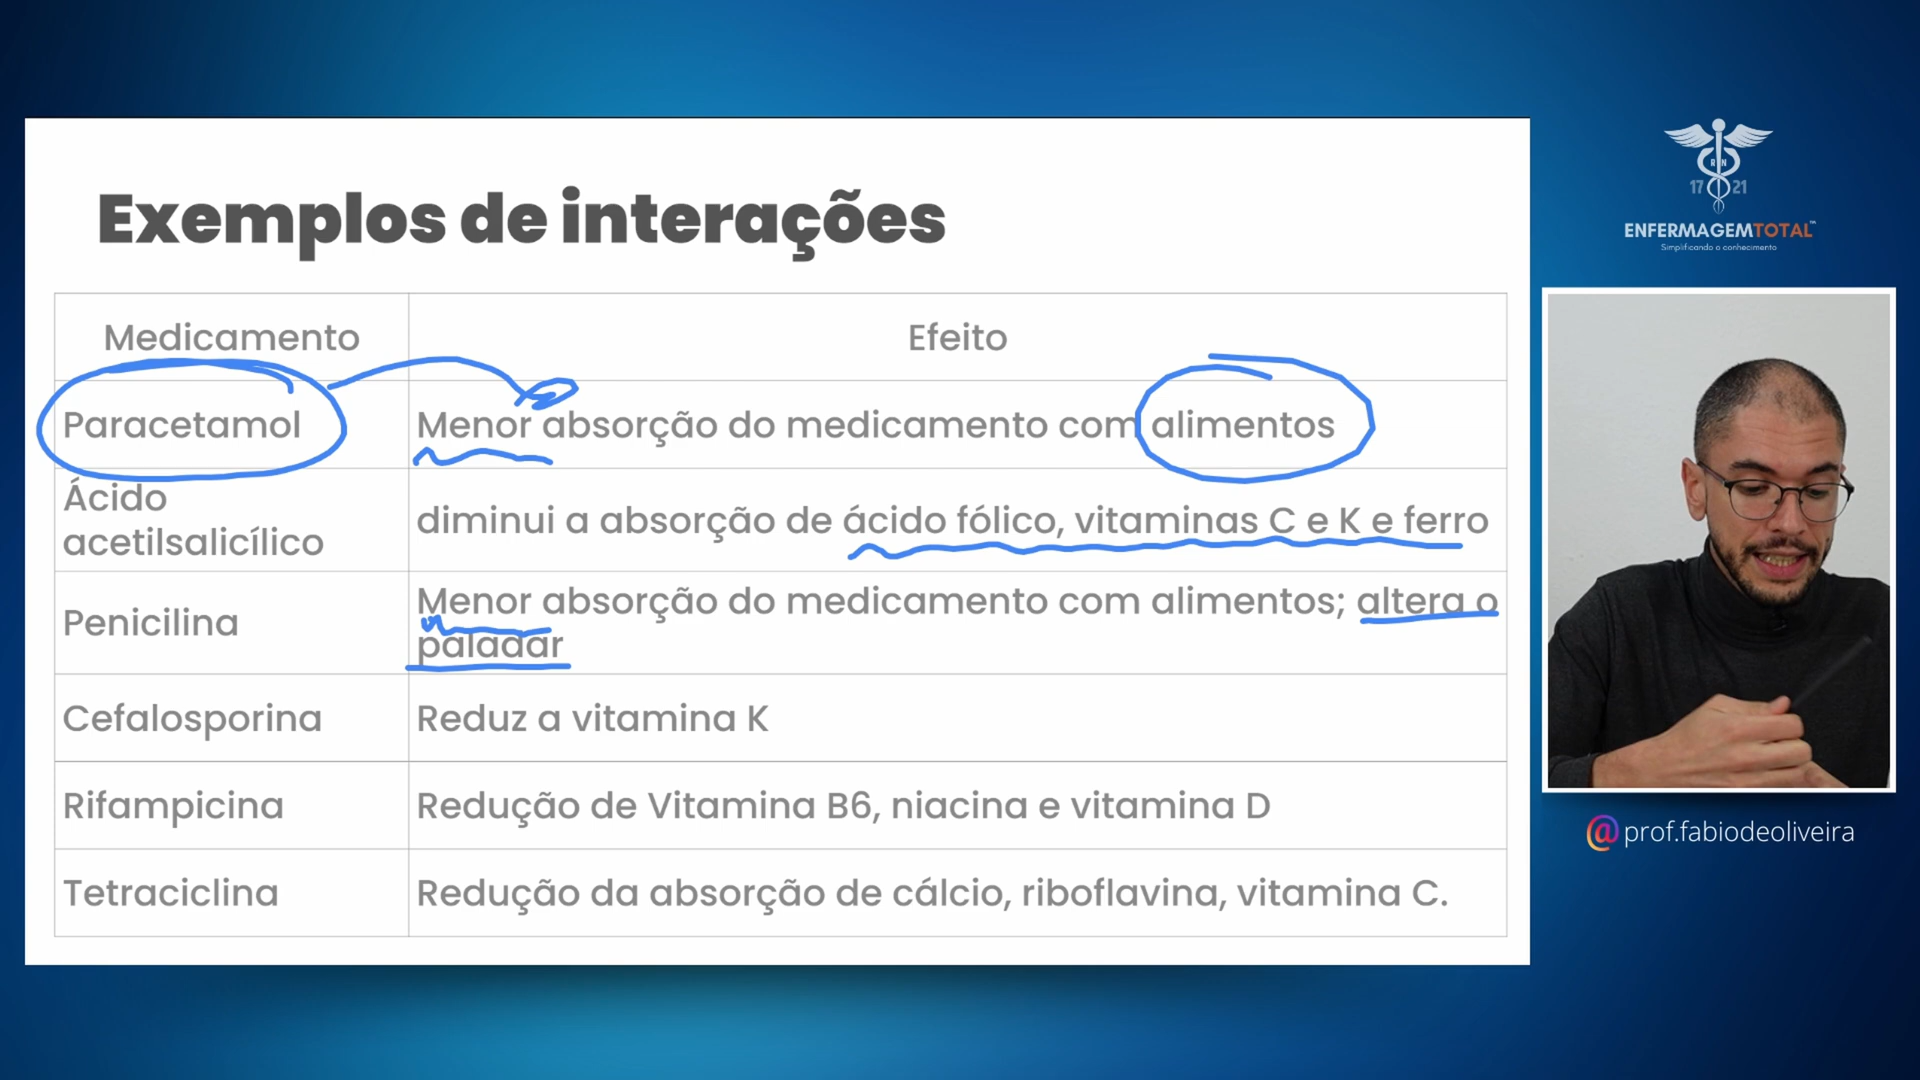 Exemplos de interações
Medicamento
Efeito
Paracetamol
Menor absorção do medicamento com alimentos
Ácido
acetilsalicílico
diminui a absorção de ácido fólico, vitaminas C e K e ferro
Penicilina
Menor absorção do medicamento com alimentos; altera o
paladar
Cefalosporina
Reduz a vitamina K
Rifampicina
Redução de Vitamina B6, niacina e vitamina D
Tetraciclina
Redução da absorção de cálcio, riboflavina, vitamina C.
RN
17 21
ENFERMAGEMTOTAL™
Simplificando o conhecimento
@prof.fabiodeoliveira